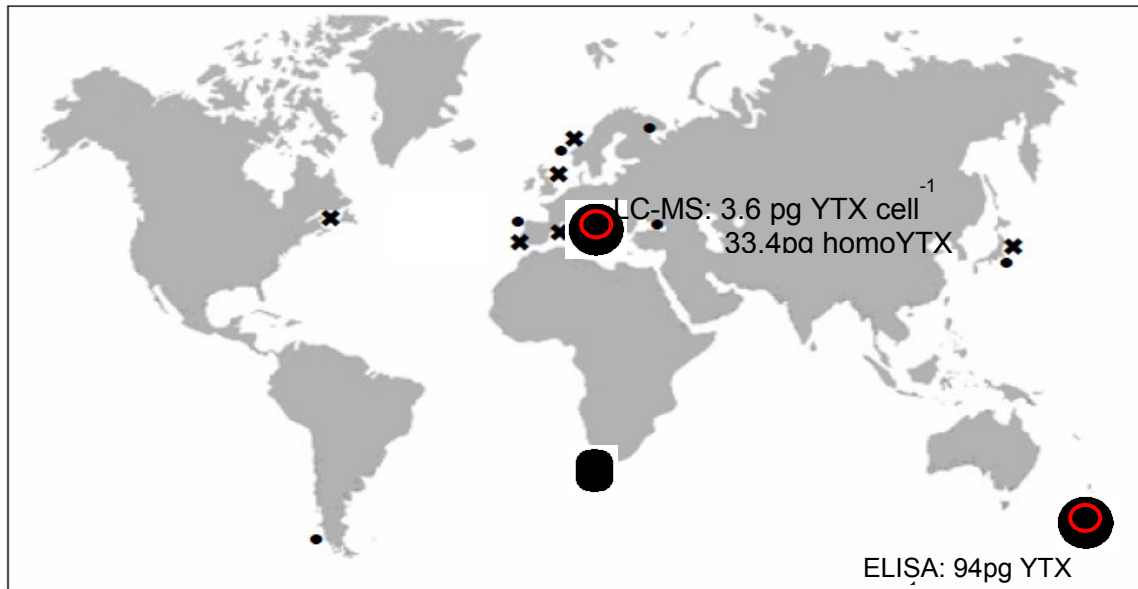 LC-MS: 3.6 pg YTX cell⁻¹
33.4pg homoYTX
ELISA: 94pg YTX